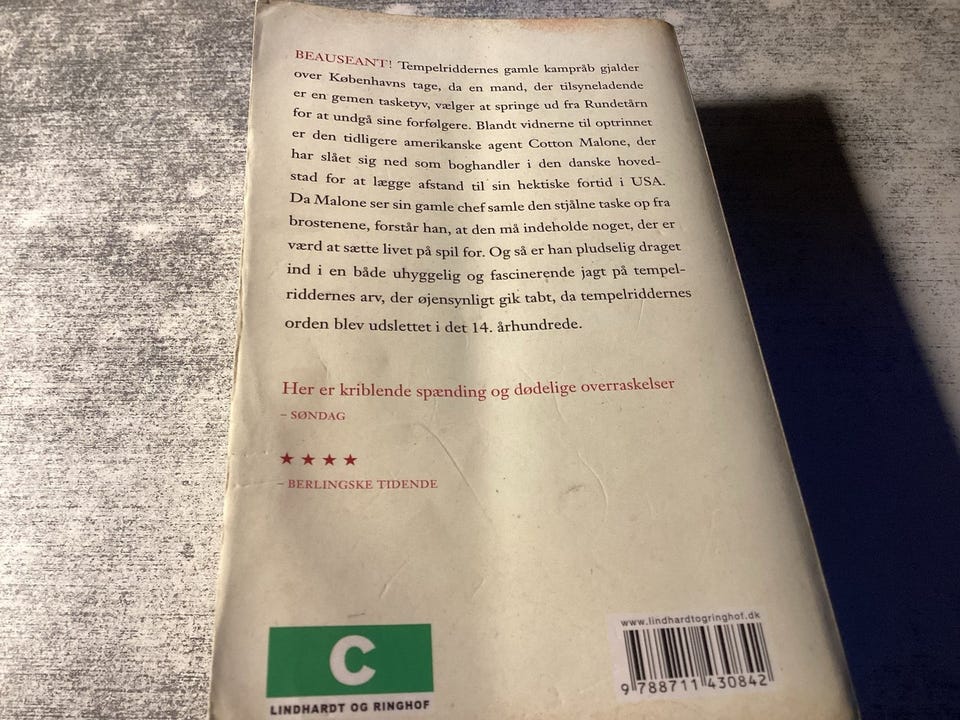 BEAUSEANT! Tempelriddernes gamle kampråb gjalder
over Københavns tage, da en mand, der tilsyneladende
er en gemen tasketyv, vælger at springe ud fra Rundetårn
for at undgå sine forfølgere. Blandt vidnerne til optrinnet
er den tidligere amerikanske agent Cotton Malone, der
har slået sig ned som boghandler i den danske hoved-
stad for at lægge afstand til sin hektiske fortid i USA.
Da Malone ser sin gamle chef samle den stjålne taske op fra
brostenene, forstår han, at den må indeholde noget, der er
værd at sætte livet på spil for. Og så er han pludselig draget
ind i en både uhyggelig og fascinerende jagt på tempel-
riddernes arv, der øjensynligt gik tabt, da tempelriddernes
orden blev udslettet i det 14. århundrede.
Her er kriblende spænding og dødelige overraskelser
– SØNDAG
★ ★ ★ ★
– BERLINGSKE TIDENDE
C
LINDHARDT OG RINGHOF
www.lindhardtogringhof.dk
9 788711 430842